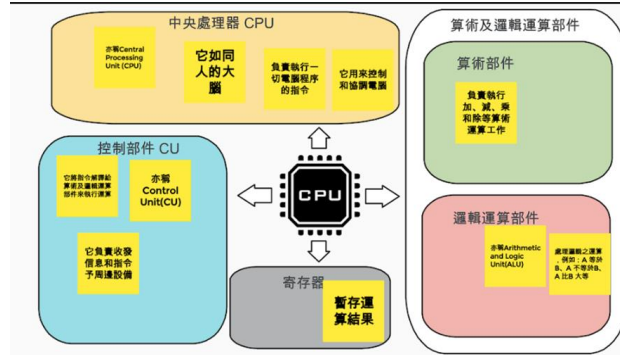 中央處理器 CPU
亦稱Central
Processing
Unit (CPU)
它如同
人的大
腦
負責執行一
切電腦程序
的指令
它用來控制
和協調電腦
算術及邏輯運算部件
算術部件
負責執行
加、減、乘
和除等算術
運算工作
控制部件 CU
它將指令解譯給
算術及邏輯運算
部件來執行運算
亦稱
Control
Unit(CU)
它負責收發
信息和指令
予周邊設備
CPU
邏輯運算部件
亦稱Arithmetic
and Logic
Unit(ALU)
處理邏輯之運算
，例如：A 等於
B、A 不等於B、
A 比B 大等
寄存器
暫存運
算結果